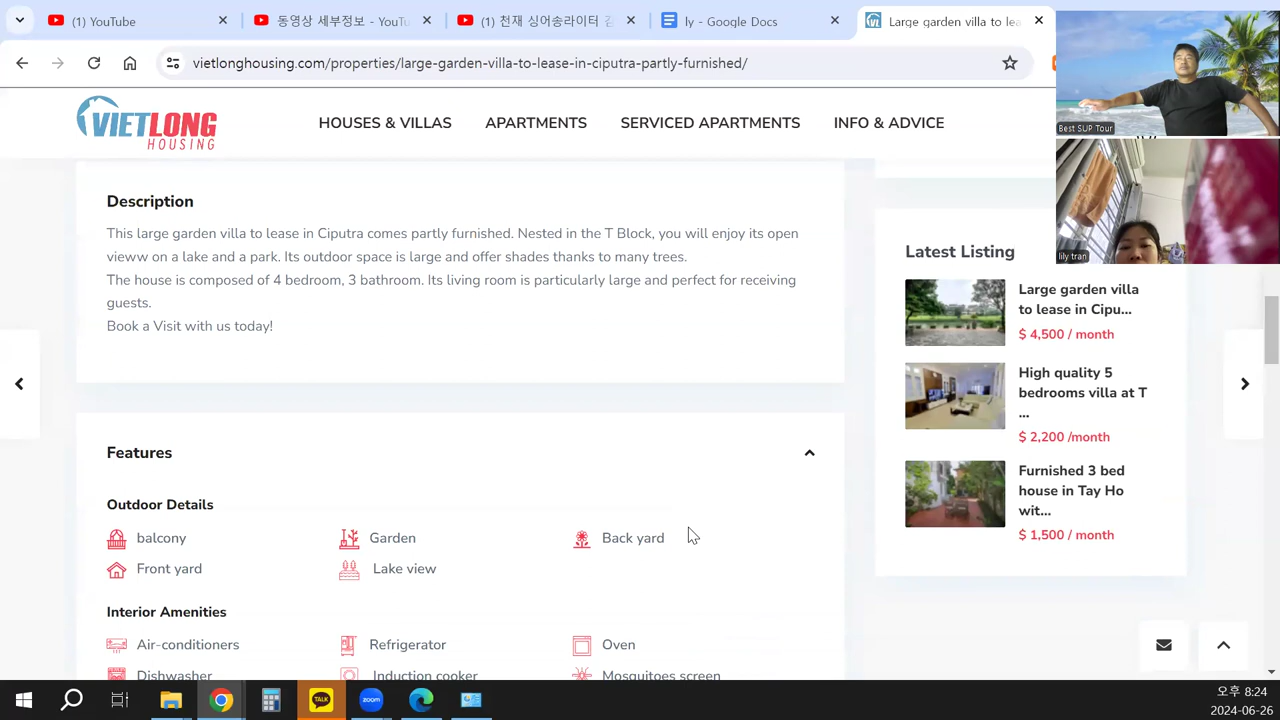 (1) YouTube
동영상 세부정보 - YouTu
(1) 천재 싱어송라이터 김
ly - Google Docs
Large garden villa to lea
vietlonghousing.com/properties/large-garden-villa-to-lease-in-ciputra-partly-furnished/
VIETLONG
HOUSING
HOUSES & VILLAS
APARTMENTS
SERVICED APARTMENTS
INFO & ADVICE
Best SUP Tour
lily tran
Description
This large garden villa to lease in Ciputra comes partly furnished. Nested in the T Block, you will enjoy its open
vieww on a lake and a park. Its outdoor space is large and offer shades thanks to many trees.
The house is composed of 4 bedroom, 3 bathroom. Its living room is particularly large and perfect for receiving
guests.
Book a Visit with us today!
Features
Outdoor Details
balcony
Garden
Back yard
Front yard
Lake view
Interior Amenities
Air-conditioners
Refrigerator
Oven
Dishwasher
Induction cooker
Mosquitoes screen
Latest Listing
Large garden villa
to lease in Cipu...
$ 4,500 / month
High quality 5
bedrooms villa at T
...
$ 2,200 /month
Furnished 3 bed
house in Tay Ho
wit...
$ 1,500 / month
TALK
zoom
오후 8:24
2024-06-26